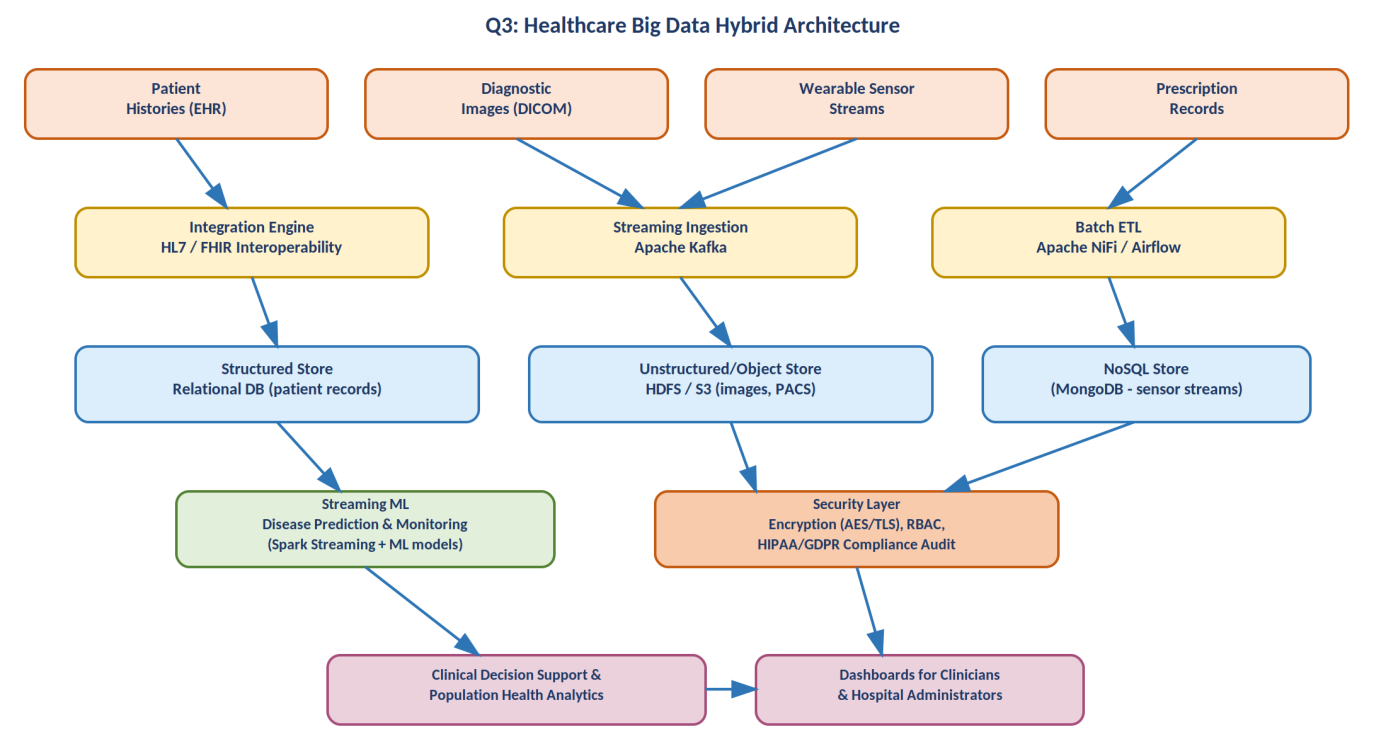 Q3: Healthcare Big Data Hybrid Architecture
Patient
Histories (EHR)
Diagnostic
Images (DICOM)
Wearable Sensor
Streams
Prescription
Records
Integration Engine
HL7 / FHIR Interoperability
Streaming Ingestion
Apache Kafka
Batch ETL
Apache NiFi / Airflow
Structured Store
Relational DB (patient records)
Unstructured/Object Store
HDFS / S3 (images, PACS)
NoSQL Store
(MongoDB - sensor streams)
Streaming ML
Disease Prediction & Monitoring
(Spark Streaming + ML models)
Security Layer
Encryption (AES/TLS), RBAC,
HIPAA/GDPR Compliance Audit
Clinical Decision Support &
Population Health Analytics
Dashboards for Clinicians
& Hospital Administrators